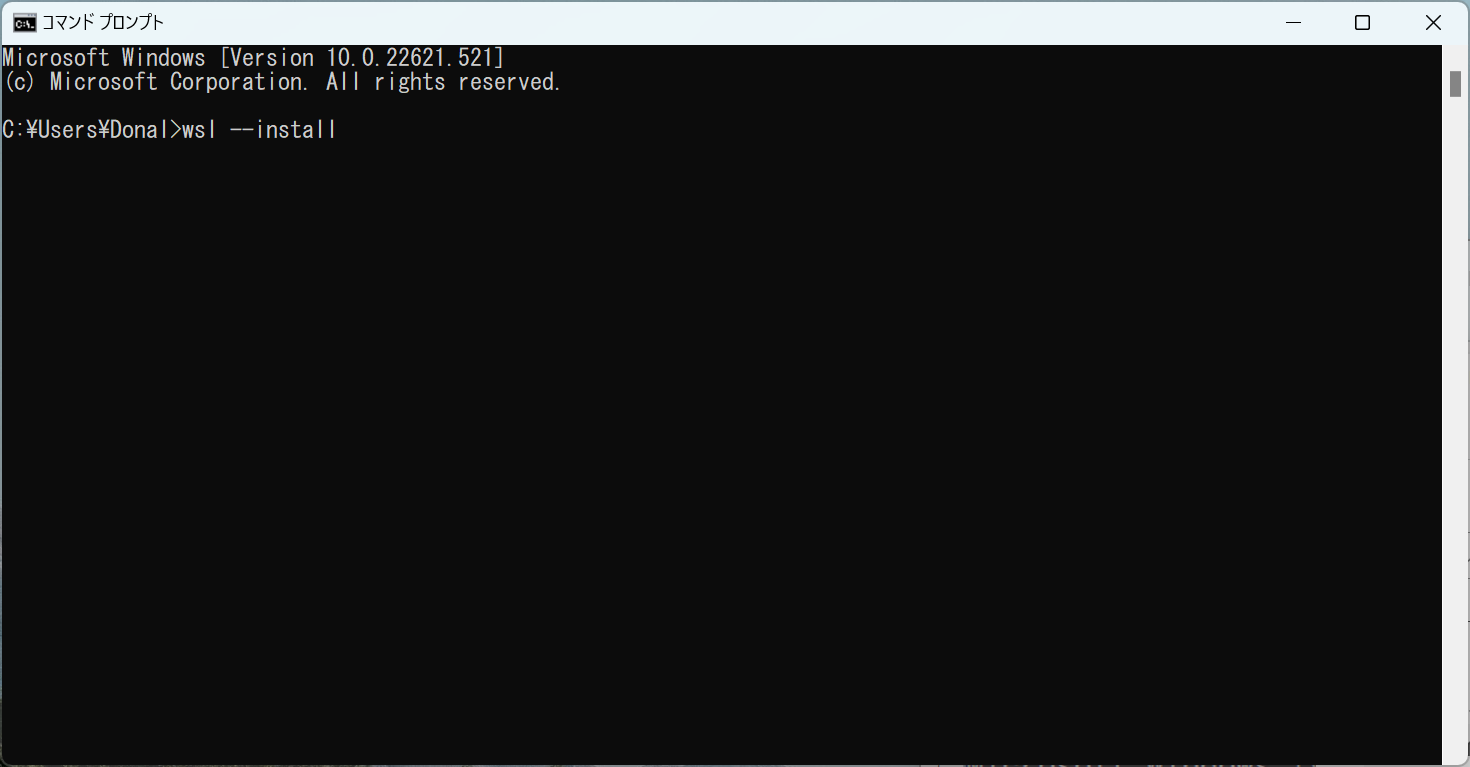 コマンド プロンプト
Microsoft Windows [Version 10.0.22621.521]
(c) Microsoft Corporation. All rights reserved.
C:¥Users¥Donal>wsl --install